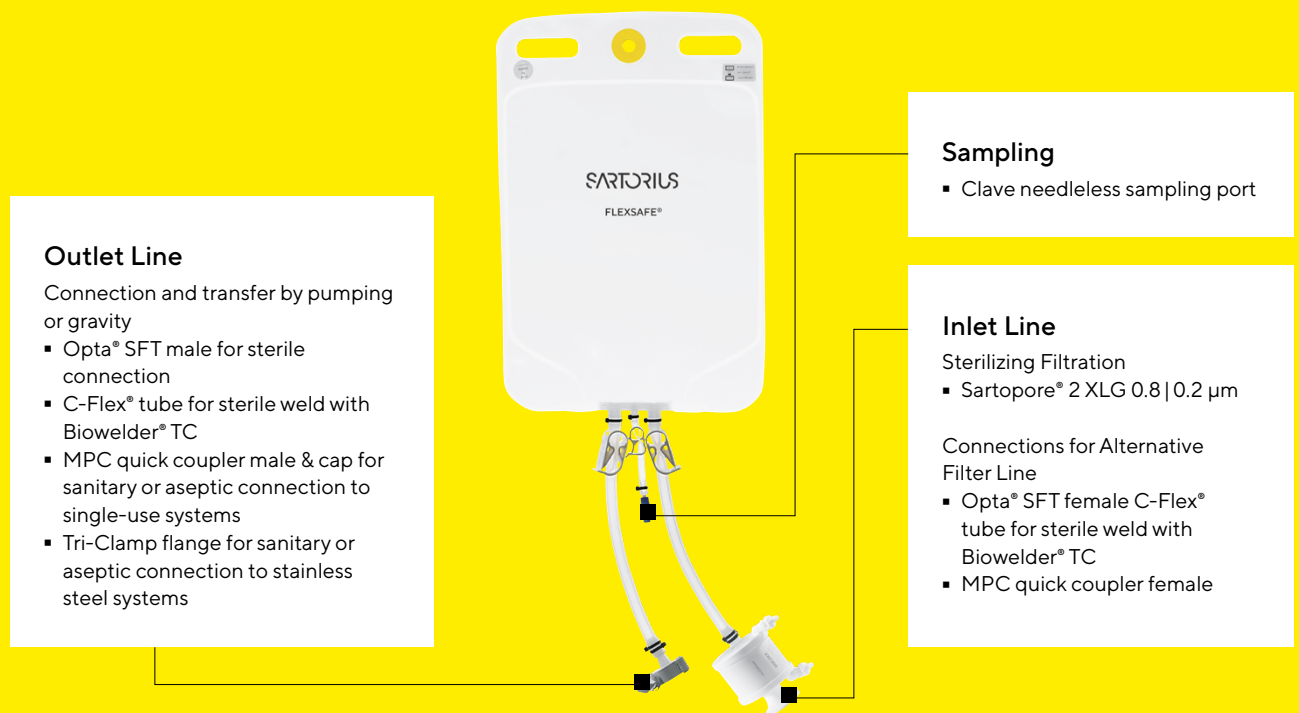 SARTORIUS
FLEXSAFE®
Outlet Line
Connection and transfer by pumping
or gravity
▪ Opta® SFT male for sterile
connection
▪ C-Flex® tube for sterile weld with
Biowelder® TC
▪ MPC quick coupler male & cap for
sanitary or aseptic connection to
single-use systems
▪ Tri-Clamp flange for sanitary or
aseptic connection to stainless
steel systems
Sampling
▪ Clave needleless sampling port
Inlet Line
Sterilizing Filtration
▪ Sartopore® 2 XLG 0.8 | 0.2 µm
Connections for Alternative
Filter Line
▪ Opta® SFT female C-Flex®
tube for sterile weld with
Biowelder® TC
▪ MPC quick coupler female